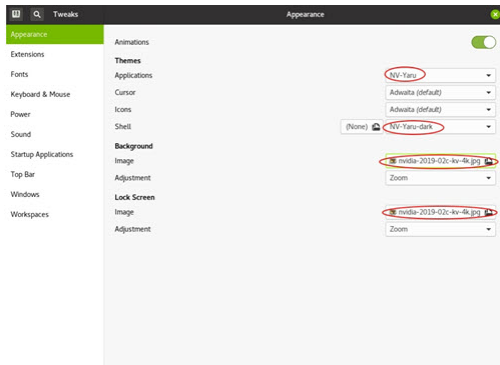 Tweaks
Appearance
Appearance
Extensions
Fonts
Keyboard & Mouse
Power
Sound
Startup Applications
Top Bar
Windows
Workspaces
Animations
Themes
Applications NV-Yaru
Cursor Adwaita (default)
Icons Adwaita (default)
Shell (None) NV-Yaru-dark
Background
Image nvidia-2019-02c-kv-4k.jpg
Adjustment Zoom
Lock Screen
Image nvidia-2019-02c-kv-4k.jpg
Adjustment Zoom